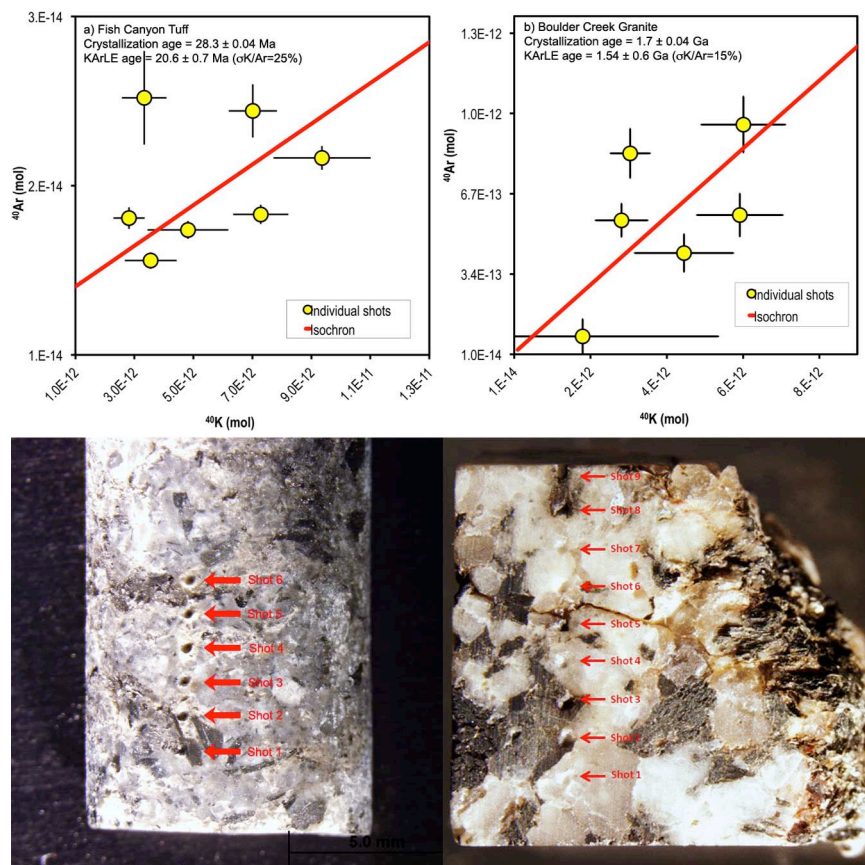 a) Fish Canyon Tuff
Crystallization age = 28.3 ± 0.04 Ma
KArLE age = 20.6 ± 0.7 Ma (σK/Ar=25%)
3.E-14
2.E-14
1.E-14
⁴⁰Ar (mol)
Individual shots
Isochron
1.0E-12
3.0E-12
5.0E-12
7.0E-12
9.0E-12
1.1E-11
1.3E-11
⁴⁰K (mol)
b) Boulder Creek Granite
Crystallization age = 1.7 ± 0.04 Ga
KArLE age = 1.54 ± 0.6 Ga (σK/Ar=15%)
1.3E-12
1.0E-12
6.7E-13
3.4E-13
1.0E-14
⁴⁰Ar (mol)
Individual shots
Isochron
1.E-14
2.E-12
4.E-12
6.E-12
8.E-12
⁴⁰K (mol)
Shot 6
Shot 5
Shot 4
Shot 3
Shot 2
Shot 1
5.0 mm
Shot 9
Shot 8
Shot 7
Shot 6
Shot 5
Shot 4
Shot 3
Shot 2
Shot 1